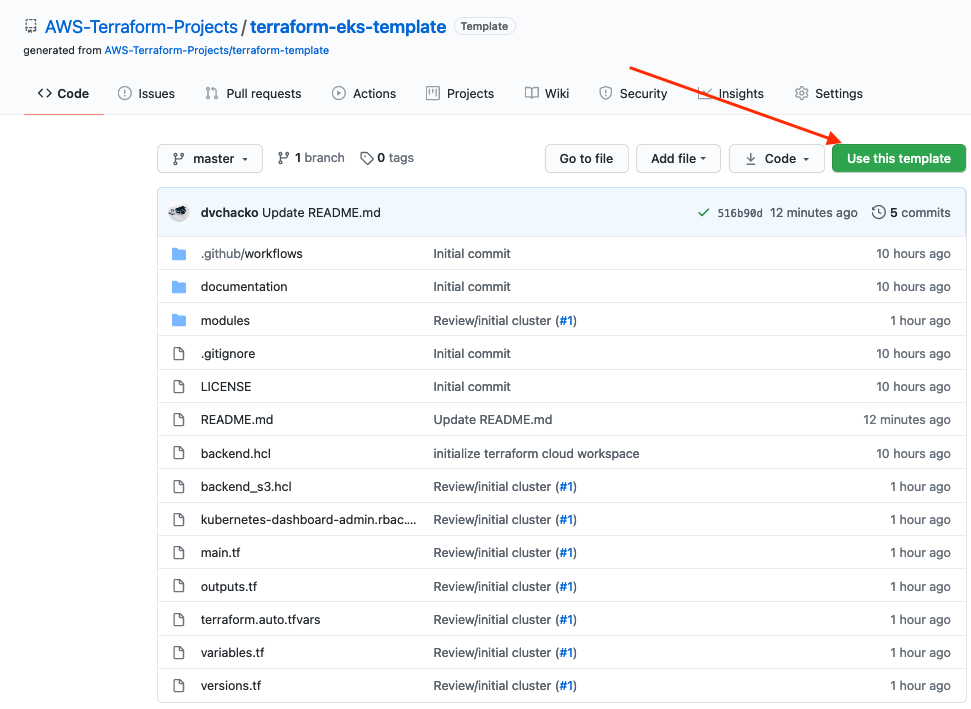 AWS-Terraform-Projects / terraform-eks-template Template
generated from AWS-Terraform-Projects/terraform-template
Code Issues Pull requests Actions Projects Wiki Security Insights Settings
master 1 branch 0 tags Go to file Add file Code Use this template
dvchacko Update README.md 516b90d 12 minutes ago 5 commits
.github/workflows Initial commit 10 hours ago
documentation Initial commit 10 hours ago
modules Review/initial cluster (#1) 1 hour ago
.gitignore Initial commit 10 hours ago
LICENSE Initial commit 10 hours ago
README.md Update README.md 12 minutes ago
backend.hcl initialize terraform cloud workspace 10 hours ago
backend_s3.hcl Review/initial cluster (#1) 1 hour ago
kubernetes-dashboard-admin.rbac.... Review/initial cluster (#1) 1 hour ago
main.tf Review/initial cluster (#1) 1 hour ago
outputs.tf Review/initial cluster (#1) 1 hour ago
terraform.auto.tfvars Review/initial cluster (#1) 1 hour ago
variables.tf Review/initial cluster (#1) 1 hour ago
versions.tf Review/initial cluster (#1) 1 hour ago